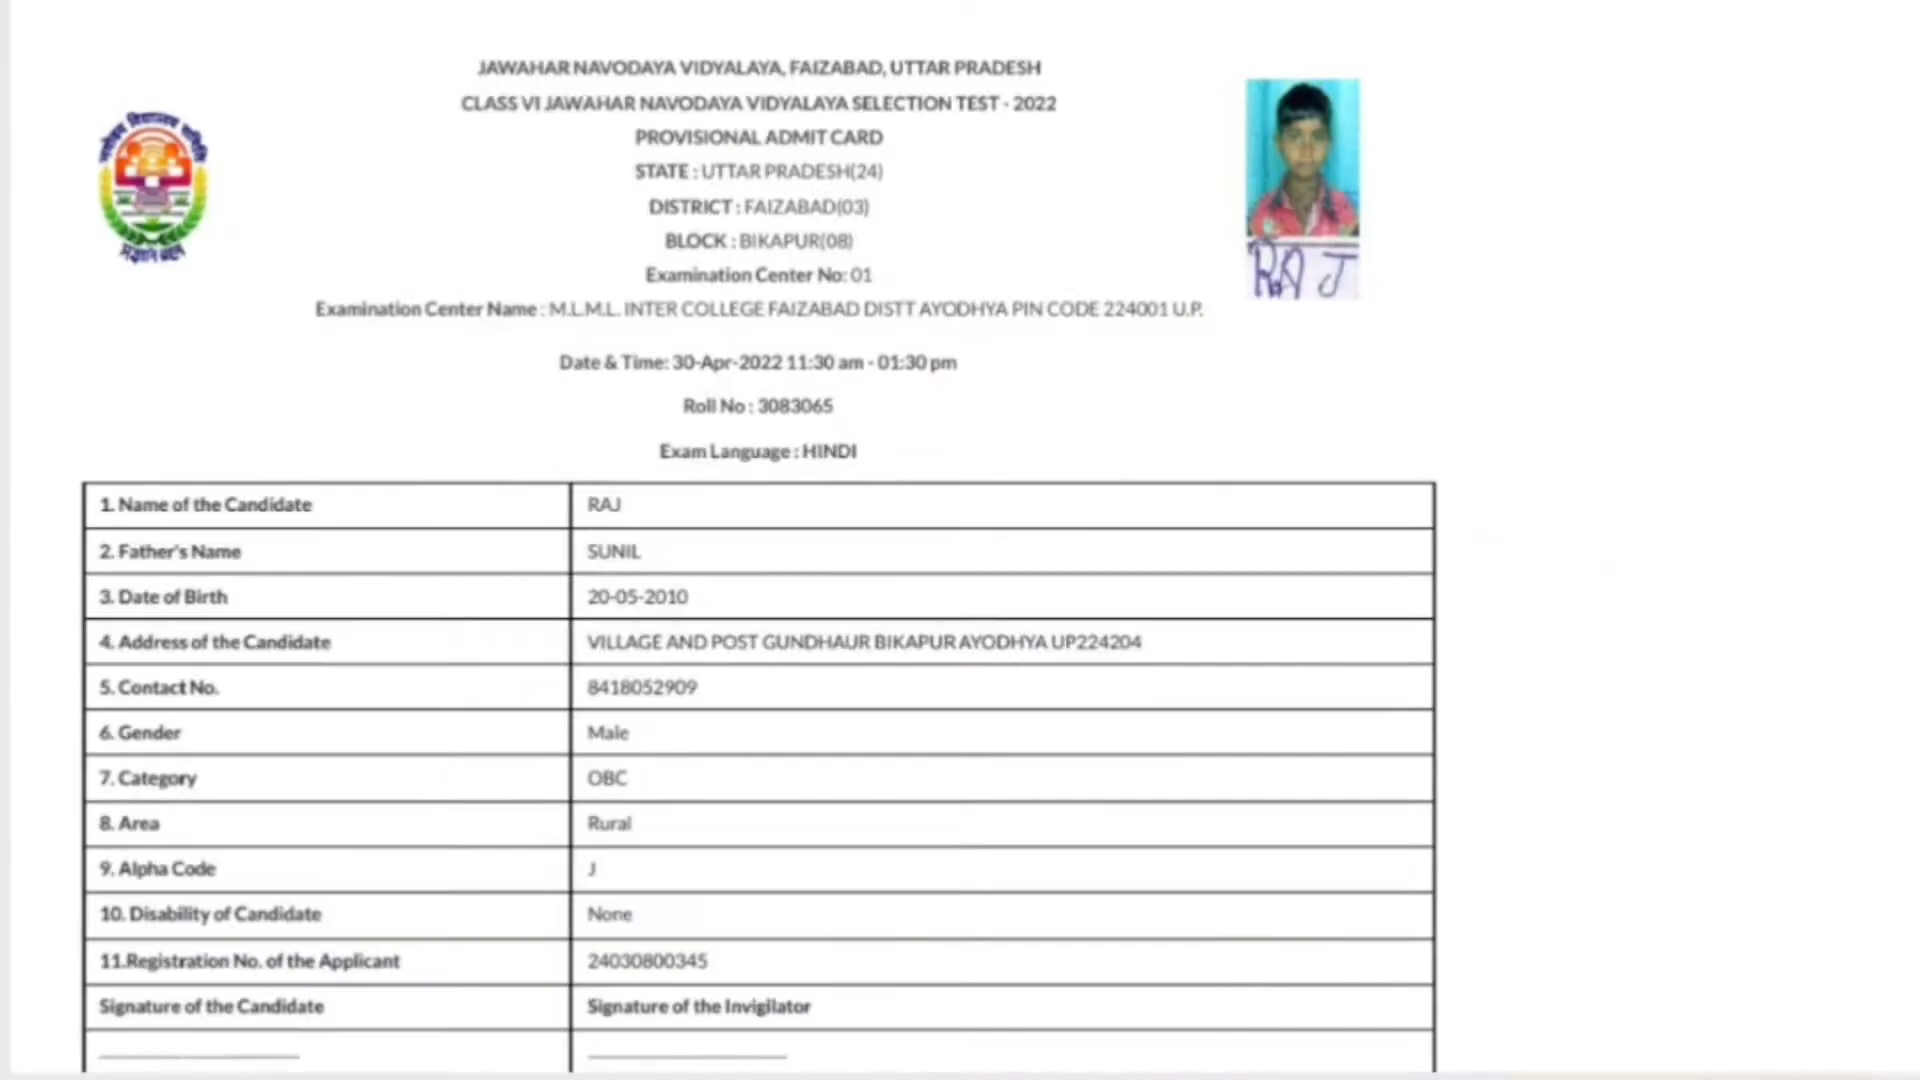 JAWAHAR NAVODAYA VIDYALAYA, FAIZABAD, UTTAR PRADESH
CLASS VI JAWAHAR NAVODAYA VIDYALAYA SELECTION TEST - 2022
PROVISIONAL ADMIT CARD
STATE : UTTAR PRADESH(24)
DISTRICT : FAIZABAD(03)
BLOCK : BIKAPUR(08)
Examination Center No: 01
Examination Center Name : M.L.M.L. INTER COLLEGE FAIZABAD DISTT AYODHYA PIN CODE 224001 U.P.
RAJ
Date & Time: 30-Apr-2022 11:30 am - 01:30 pm
Roll No : 3083065
Exam Language : HINDI
1. Name of the Candidate RAJ
2. Father's Name SUNIL
3. Date of Birth 20-05-2010
4. Address of the Candidate VILLAGE AND POST GUNDHAUR BIKAPUR AYODHYA UP224204
5. Contact No. 8418052909
6. Gender Male
7. Category OBC
8. Area Rural
9. Alpha Code J
10. Disability of Candidate None
11.Registration No. of the Applicant 24030800345
Signature of the Candidate Signature of the Invigilator